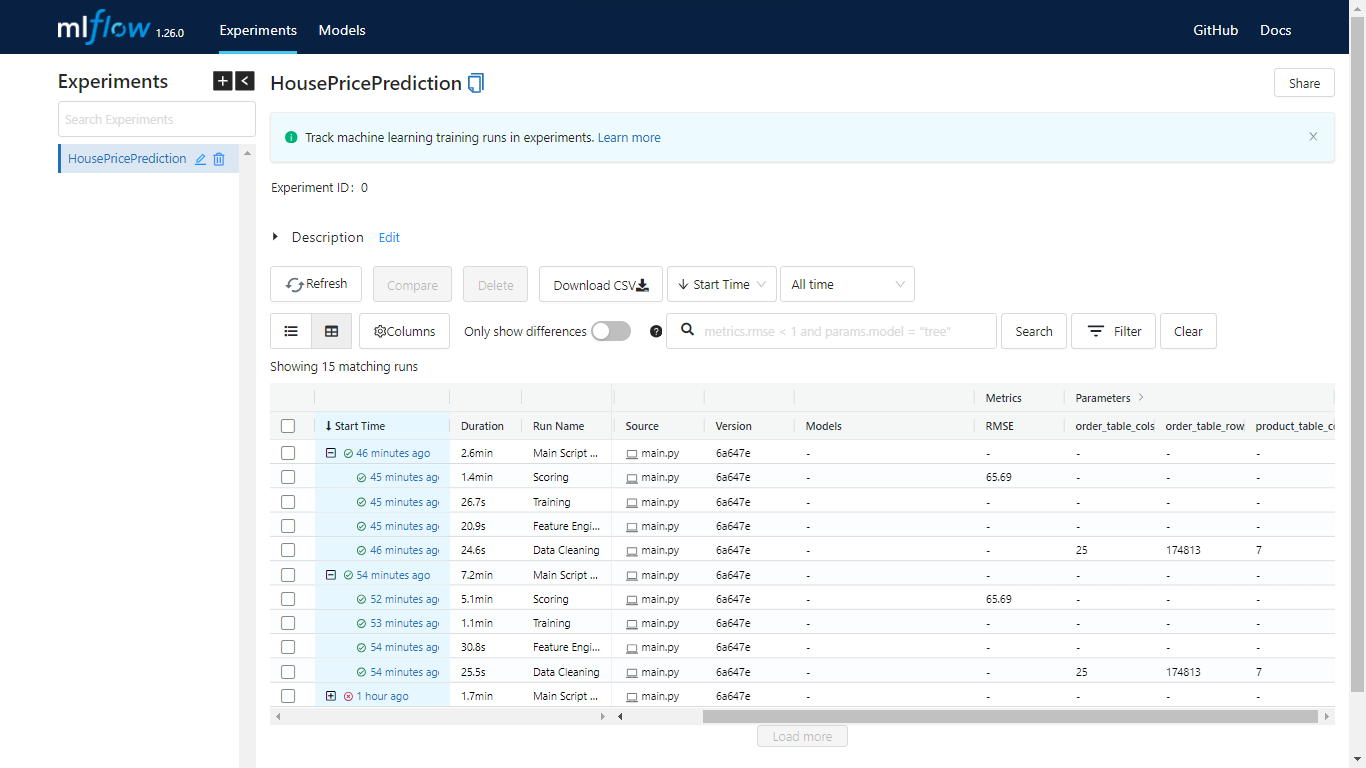 mlflow 1.26.0 Experiments Models GitHub Docs
Experiments + <
Search Experiments
HousePricePrediction
HousePricePrediction Share
Track machine learning training runs in experiments. Learn more
Experiment ID: 0
Description Edit
Refresh Compare Delete Download CSV Start Time All time
Columns Only show differences metrics.rmse < 1 and params.model = "tree" Search Filter Clear
Showing 15 matching runs
Metrics Parameters
Start Time Duration Run Name Source Version Models RMSE order_table_cols order_table_row product_table_c
46 minutes ago 2.6min Main Script ... main.py 6a647e - - - - -
45 minutes ag 1.4min Scoring main.py 6a647e - 65.69 - - -
45 minutes ag 26.7s Training main.py 6a647e - - - - -
45 minutes ag 20.9s Feature Engi... main.py 6a647e - - - - -
46 minutes ag 24.6s Data Cleaning main.py 6a647e - - 25 174813 7
54 minutes ago 7.2min Main Script ... main.py 6a647e - - - - -
52 minutes ag 5.1min Scoring main.py 6a647e - 65.69 - - -
53 minutes ag 1.1min Training main.py 6a647e - - - - -
54 minutes ag 30.8s Feature Engi... main.py 6a647e - - - - -
54 minutes ag 25.5s Data Cleaning main.py 6a647e - - 25 174813 7
1 hour ago 1.7min Main Script ... main.py 6a647e - - - - -
Load more